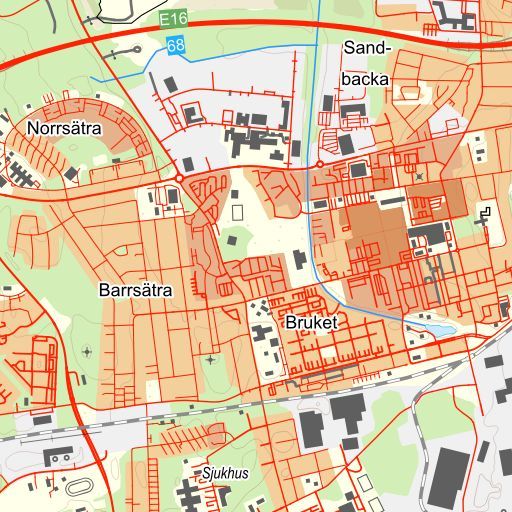 E16
68
Sand-
backa
Norrsätra
Barrsätra
Bruket
Sjukhus